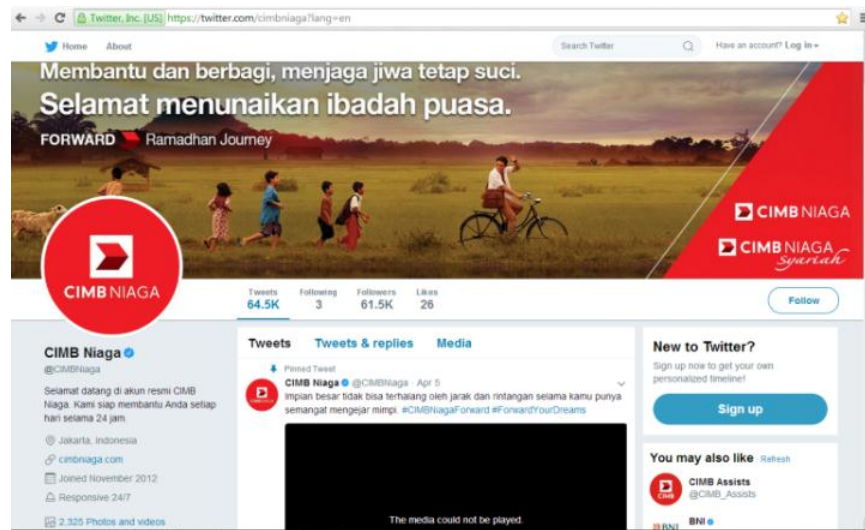 Twitter, Inc. [US] https://twitter.com/cimbniaga?lang=en
Home About Search Twitter Have an account? Log in
Membantu dan berbagi, menjaga jiwa tetap suci.
Selamat menunaikan ibadah puasa.
FORWARD Ramadhan Journey
CIMB NIAGA
CIMB NIAGA
Syariah
CIMB NIAGA
Tweets Following Followers Likes
64.5K 3 61.5K 26
Follow
CIMB Niaga
@CIMBNiaga
Selamat datang di akun resmi CIMB
Niaga. Kami siap membantu Anda setiap
hari selama 24 jam.
Jakarta, Indonesia
cimbniaga.com
Joined November 2012
Responsive 24/7
2,325 Photos and videos
Tweets Tweets & replies Media
Pinned Tweet
CIMB Niaga @CIMBNiaga · Apr 5
Impian besar tidak bisa terhalang oleh jarak dan rintangan selama kamu punya
semangat mengejar mimpi. #CIMBNiagaForward #ForwardYourDreams
The media could not be played.
New to Twitter?
Sign up now to get your own
personalized timeline!
Sign up
You may also like Refresh
CIMB Assists
@CIMB_Assists
BNI
BNI